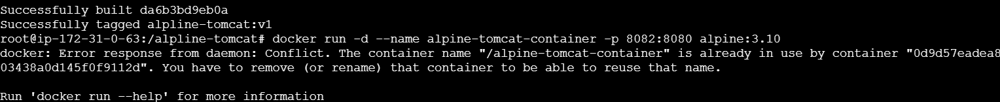 Successfully built da6b3bd9eb0a
Successfully tagged alpline-tomcat:v1
root@ip-172-31-0-63:/alpline-tomcat# docker run -d --name alpine-tomcat-container -p 8082:8080 alpine:3.10
docker: Error response from daemon: Conflict. The container name "/alpine-tomcat-container" is already in use by container "0d9d57eadea8
03438a0d145f0f9112d". You have to remove (or rename) that container to be able to reuse that name.
Run 'docker run --help' for more information